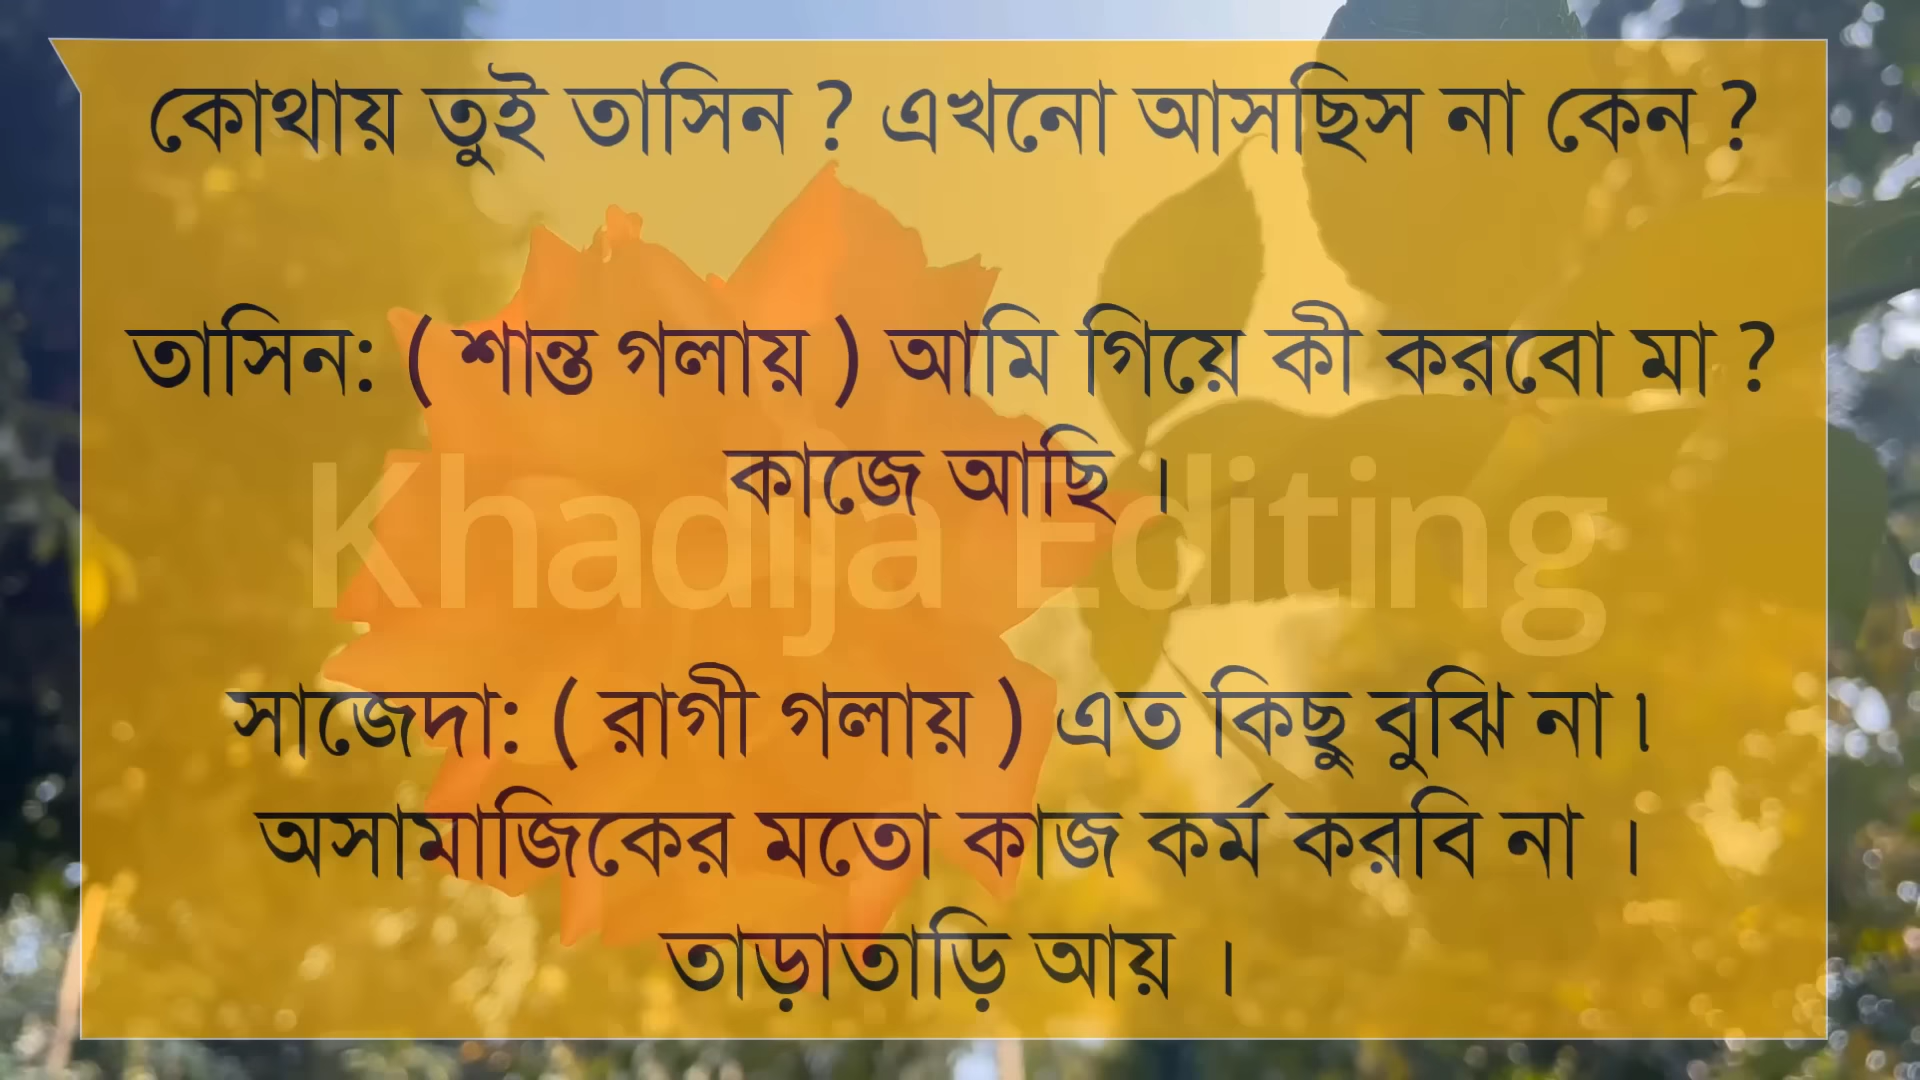 কোথায় তুই তাসিন ? এখনো আসছিস না কেন ?
তাসিন: ( শান্ত গলায় ) আমি গিয়ে কী করবো মা ?
কাজে আছি ।
Khadija Editing
সাজেদা: ( রাগী গলায় ) এত কিছু বুঝি না।
অসামাজিকের মতো কাজ কর্ম করবি না ।
তাড়াতাড়ি আয় ।